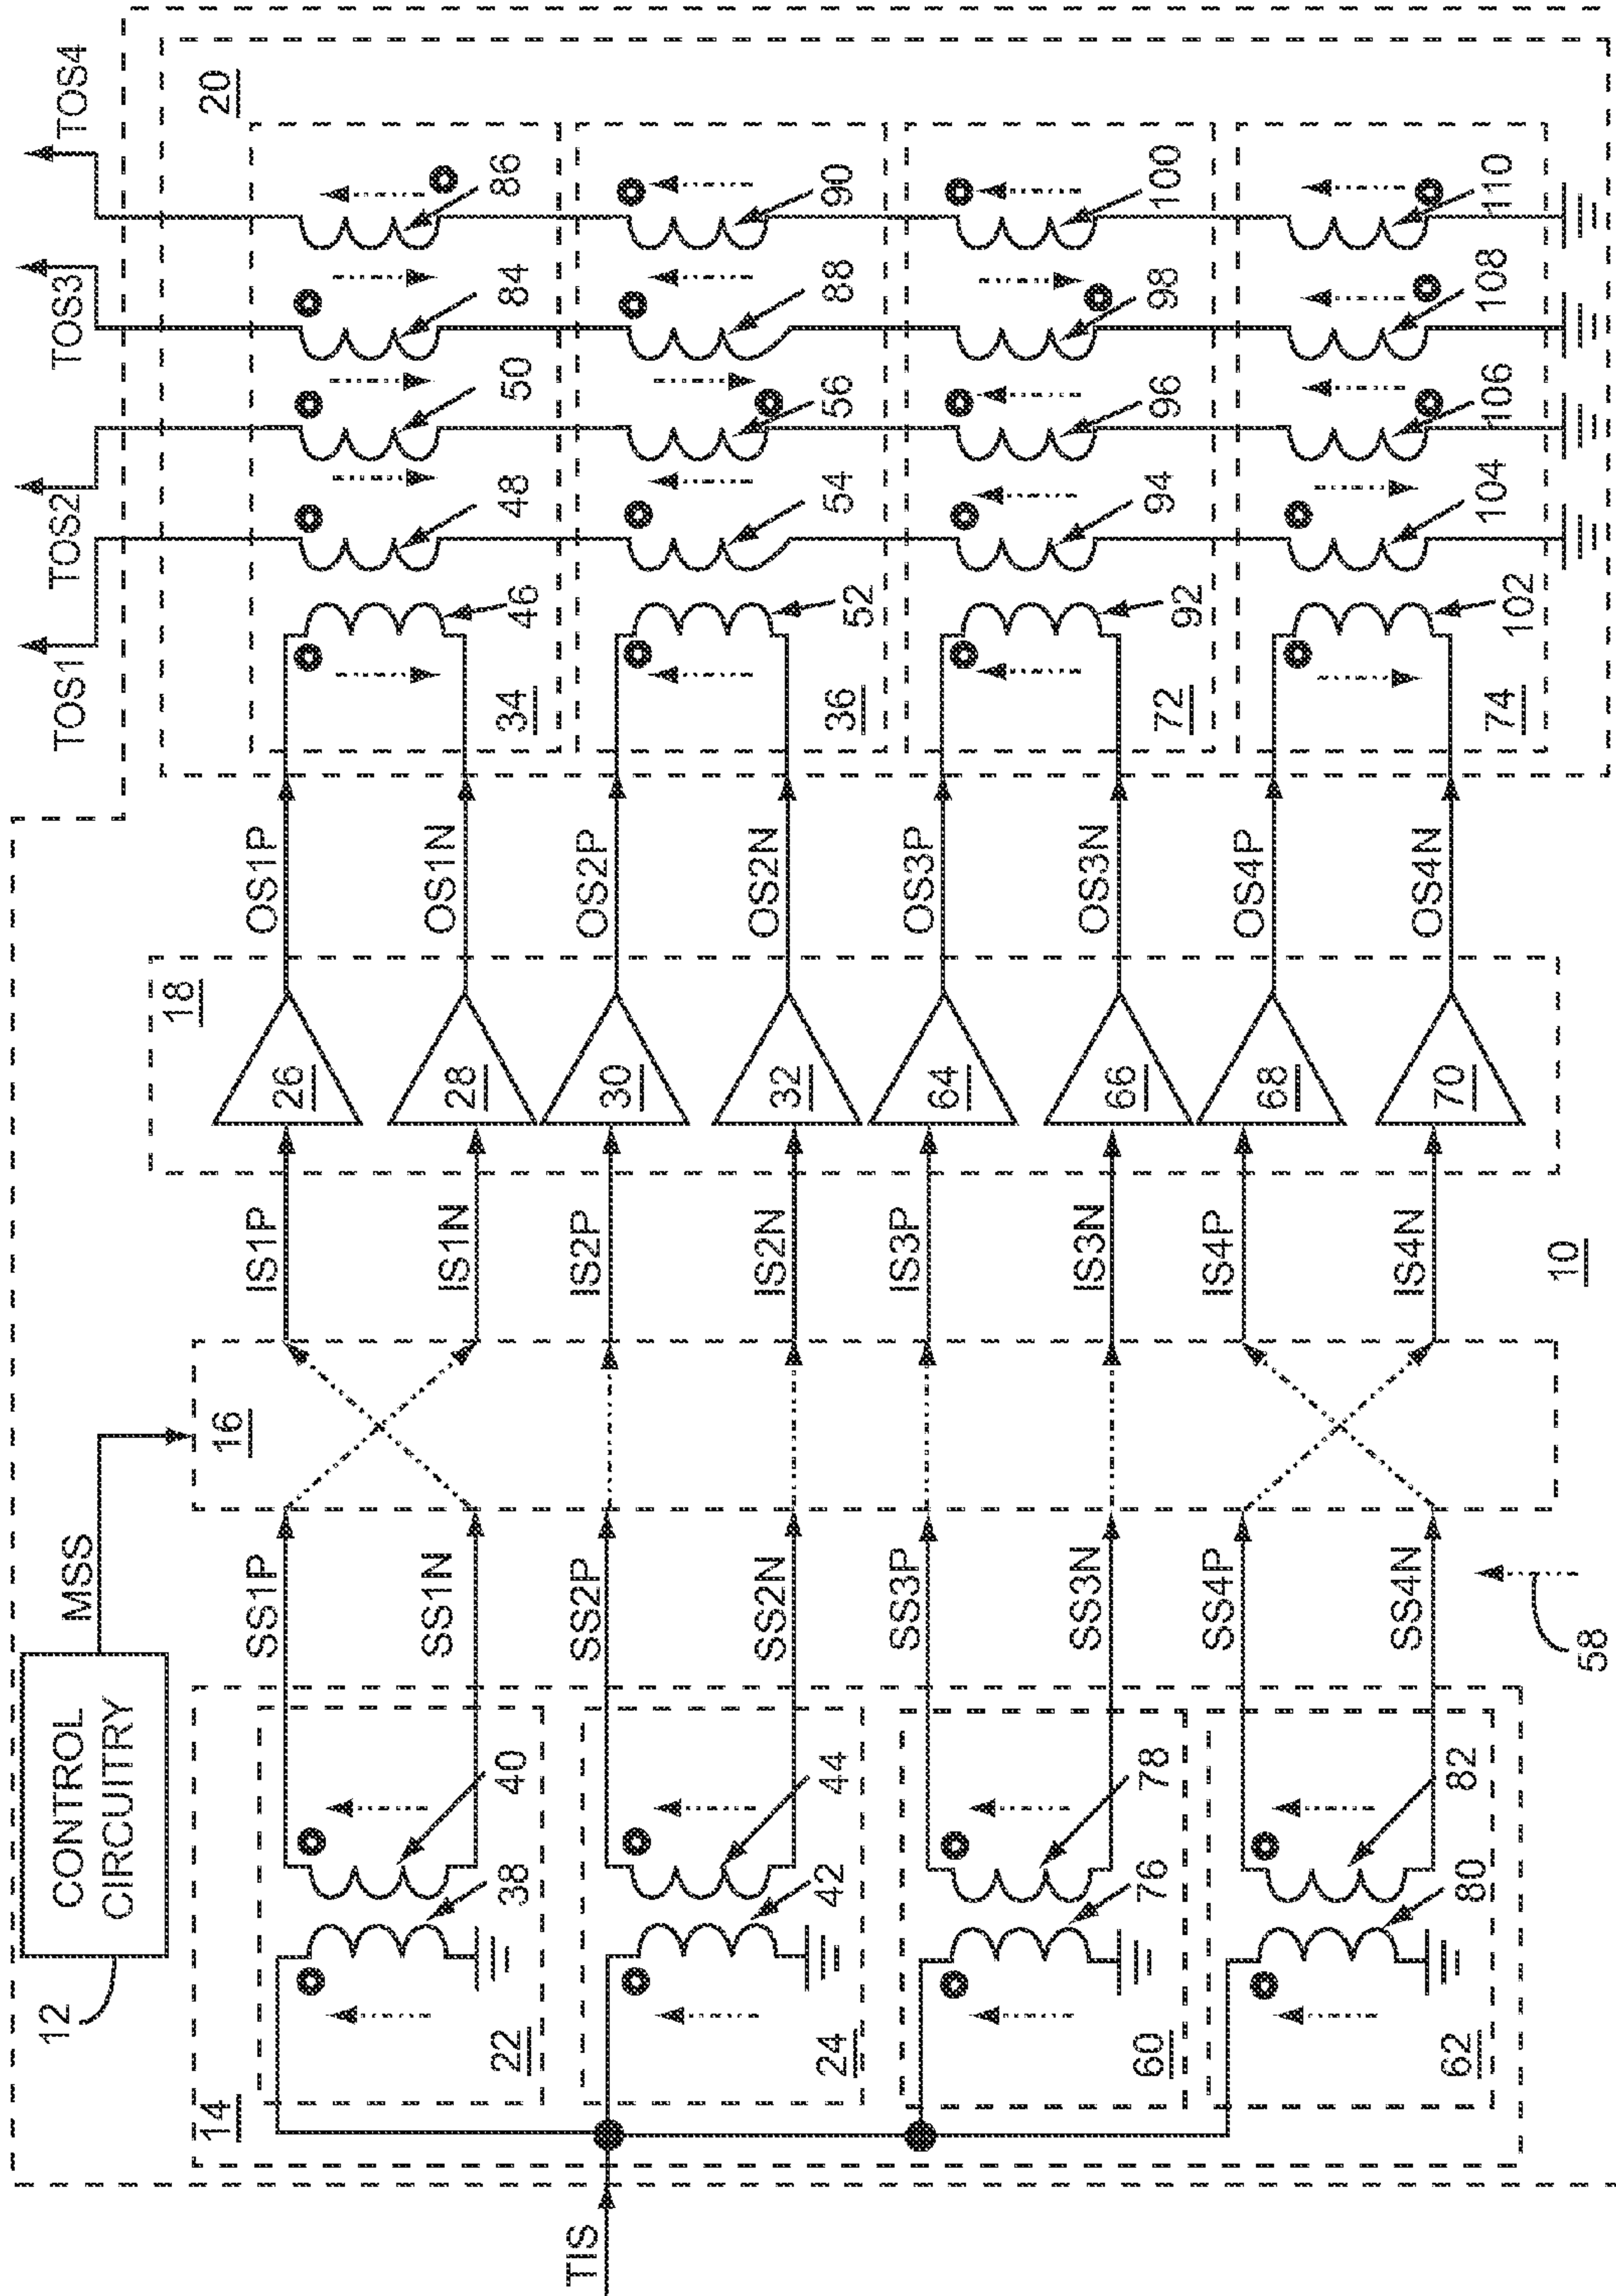 TOS1
TOS2
TOS3
TOS4
20
86
84
50
48
46
34
90
88
56
54
52
36
100
98
96
94
92
72
110
108
106
104
102
74
OS1P
OS1N
OS2P
OS2N
OS3P
OS3N
OS4P
OS4N
18
26
28
30
32
64
66
68
70
IS1P
IS1N
IS2P
IS2N
IS3P
IS3N
IS4P
IS4N
10
MSS
16
SS1P
SS1N
SS2P
SS2N
SS3P
SS3N
SS4P
SS4N
58
CONTROL
CIRCUITRY
12
14
40
38
22
44
42
24
78
76
60
82
80
62
TIS